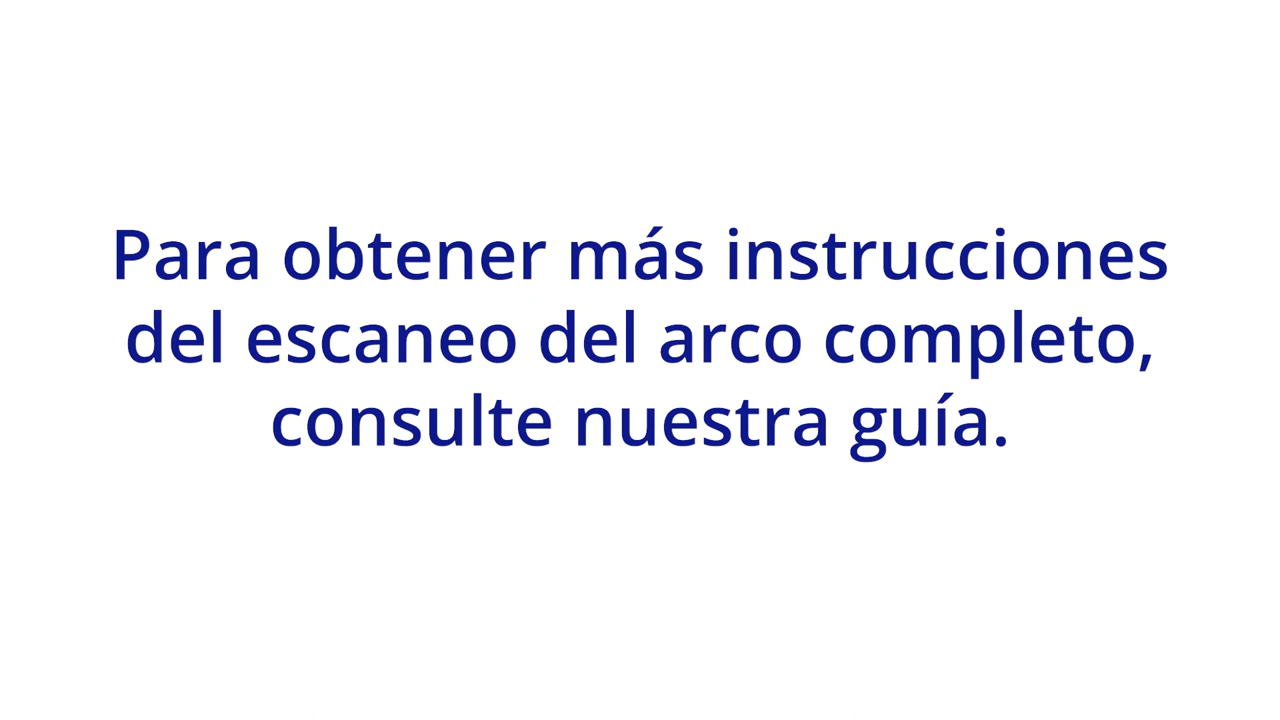 Para obtener más instrucciones
del escaneo del arco completo,
consulte nuestra guía.